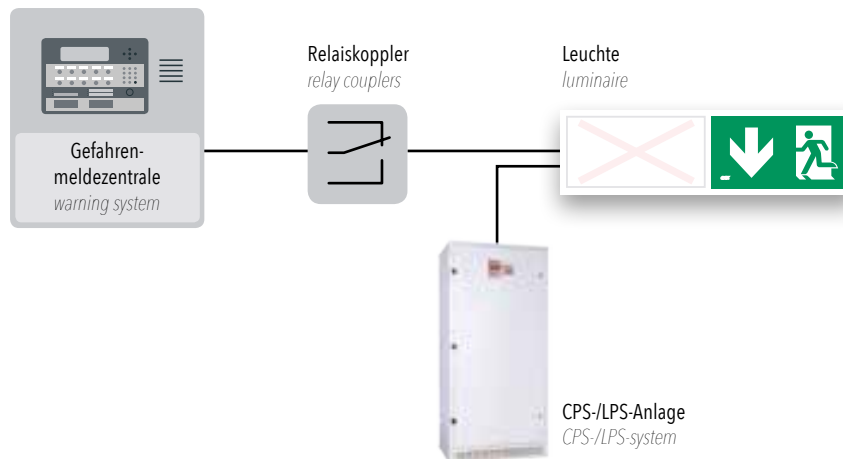 Gefahren-
meldezentrale
warning system
Relaiskoppler
relay couplers
Leuchte
luminaire
CPS-/LPS-Anlage
CPS-/LPS-system